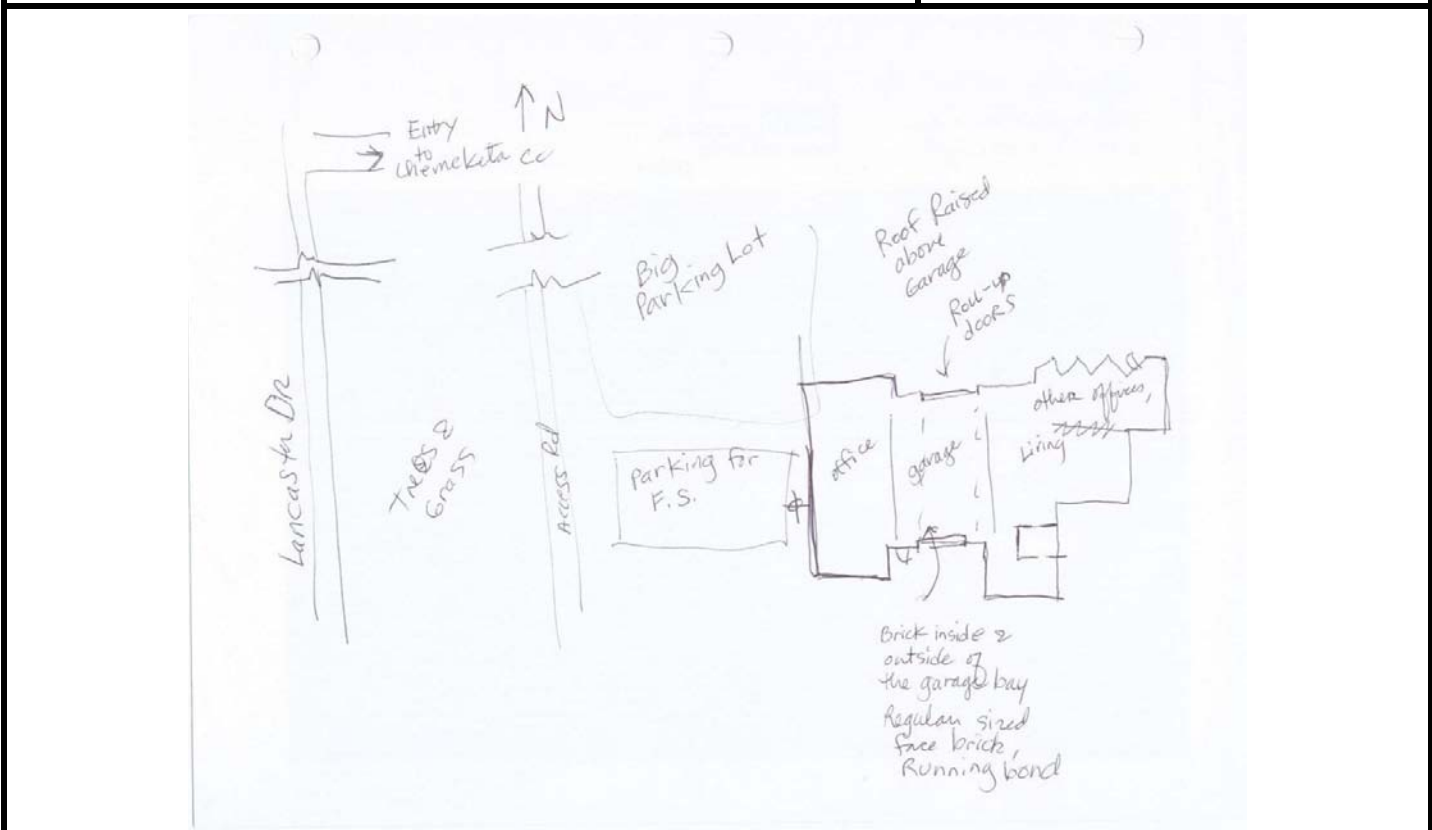 Entry
to
Chemeketa CC
N
Lancaster DR
Trees &
Grass
Access Rd
Big
Parking Lot
Parking for
F.S.
Roof Raised
above
Garage
Roll-up
doors
office
garage
other offices,
Living
Brick inside &
outside of
the garage bay
Regular sized
face brick,
Running bond